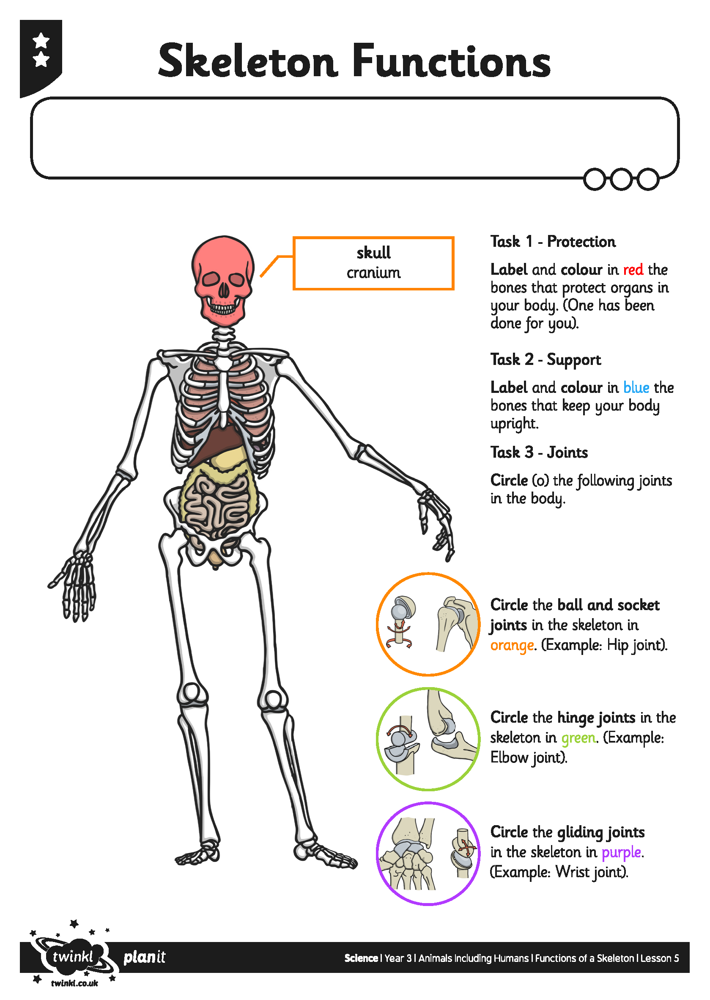 Skeleton Functions
skull
cranium
Task 1 - Protection
Label and colour in red the
bones that protect organs in
your body. (One has been
done for you).
Task 2 - Support
Label and colour in blue the
bones that keep your body
upright.
Task 3 - Joints
Circle (o) the following joints
in the body.
Circle the ball and socket
joints in the skeleton in
orange. (Example: Hip joint).
Circle the hinge joints in the
skeleton in green. (Example:
Elbow joint).
Circle the gliding joints
in the skeleton in purple.
(Example: Wrist joint).
twinkl
planit
Science | Year 3 | Animals Including Humans | Functions of a Skeleton | Lesson 5
twinkl.co.uk